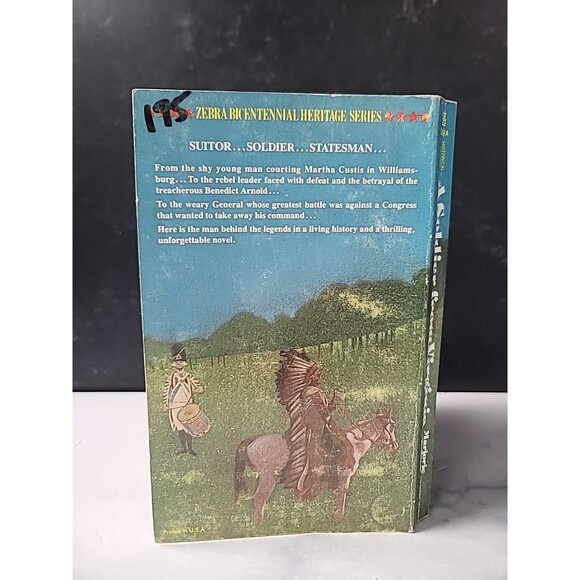 195
★ ★ ★ ★ ZEBRA BICENTENNIAL HERITAGE SERIES ★ ★ ★ ★
SUITOR...SOLDIER...STATESMAN...
From the shy young man courting Martha Custis in Williams-
burg...To the rebel leader faced with defeat and the betrayal of the
treacherous Benedict Arnold...
To the weary General whose greatest battle was against a Congress
that wanted to take away his command...
Here is the man behind the legends in a living history and a thrilling,
unforgettable novel.
Printed in U.S.A.
HISTORICAL